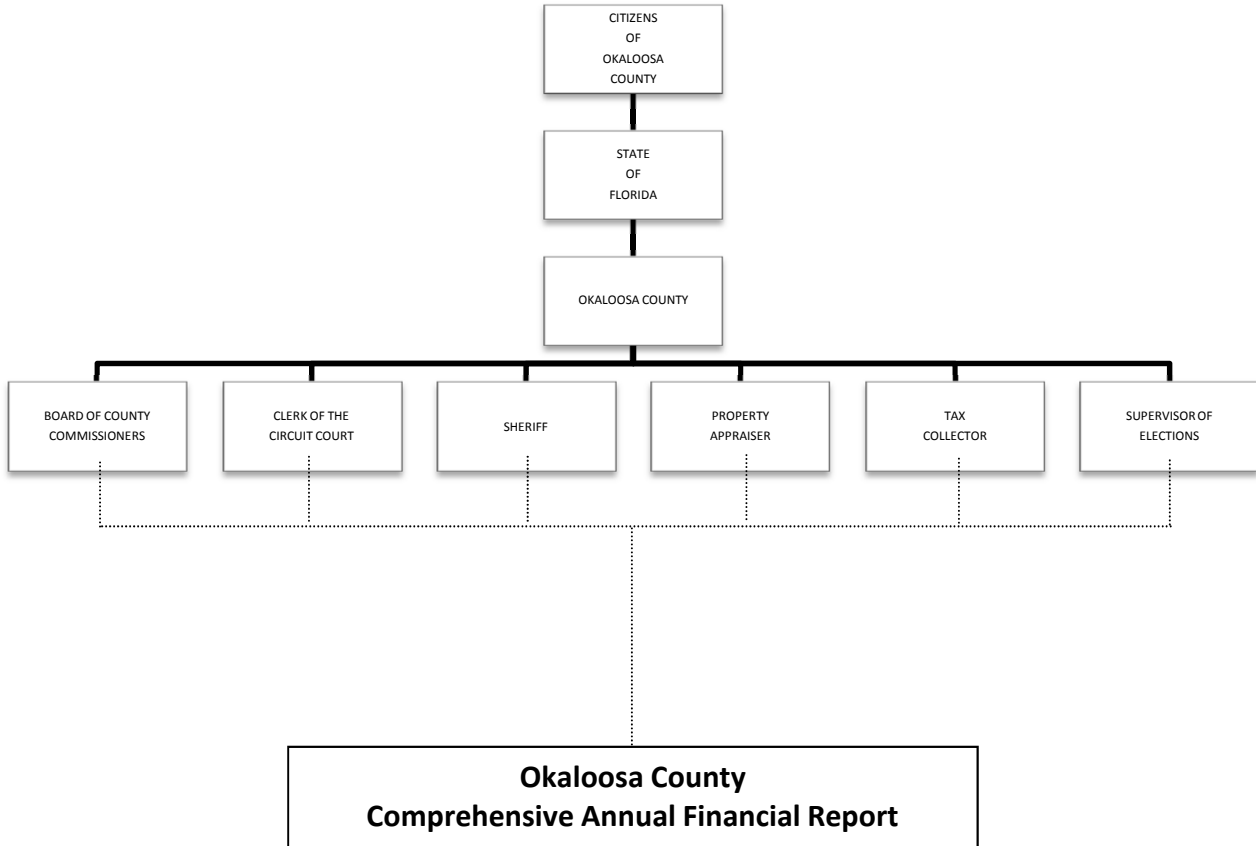 CITIZENS
OF
OKALOOSA
COUNTY
STATE
OF
FLORIDA
OKALOOSA COUNTY
BOARD OF COUNTY
COMMISSIONERS
CLERK OF THE
CIRCUIT COURT
SHERIFF
PROPERTY
APPRAISER
TAX
COLLECTOR
SUPERVISOR OF
ELECTIONS
Okaloosa County
Comprehensive Annual Financial Report